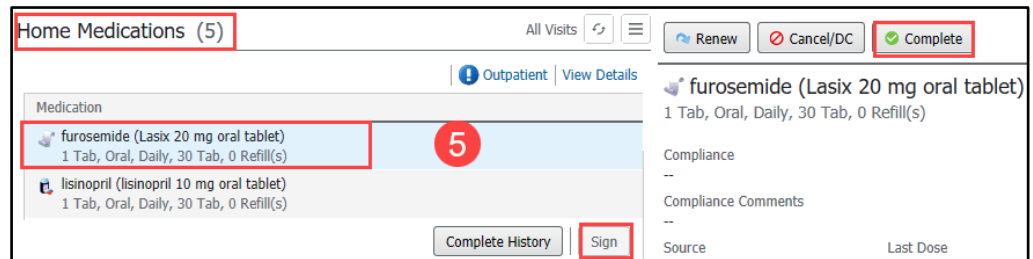 Home Medications (5)
All Visits
Outpatient View Details
Medication
furosemide (Lasix 20 mg oral tablet)
1 Tab, Oral, Daily, 30 Tab, 0 Refill(s)
5
lisinopril (lisinopril 10 mg oral tablet)
1 Tab, Oral, Daily, 30 Tab, 0 Refill(s)
Complete History Sign
Renew Cancel/DC Complete
furosemide (Lasix 20 mg oral tablet)
1 Tab, Oral, Daily, 30 Tab, 0 Refill(s)
Compliance
--
Compliance Comments
--
Source Last Dose